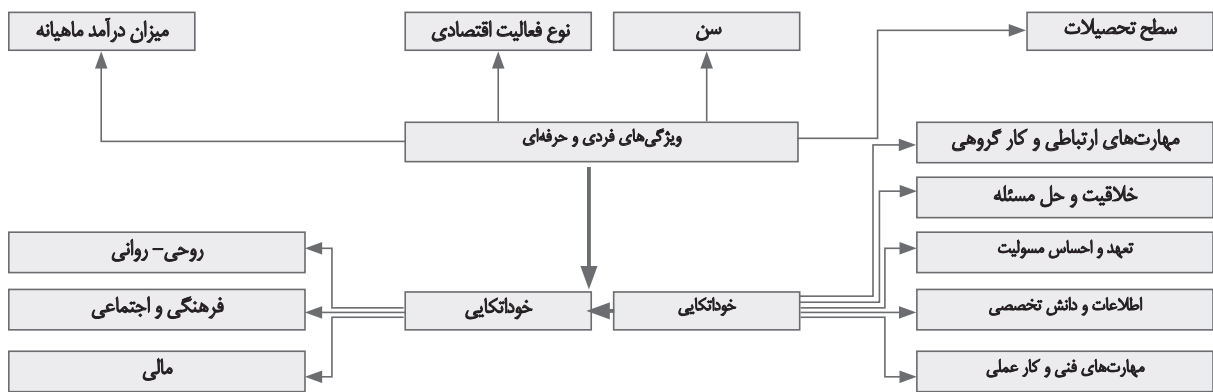 سطح تحصیلات
سن
نوع فعالیت اقتصادی
میزان درآمد ماهیانه
ویژگی‌های فردی و حرفه‌ای
مهارت‌های ارتباطی و کار گروهی
خلاقیت و حل مسئله
تعهد و احساس مسولیت
اطلاعات و دانش تخصصی
مهارت‌های فنی و کار عملی
خوداتکایی
خوداتکایی
روحی– روانی
فرهنگی و اجتماعی
مالی